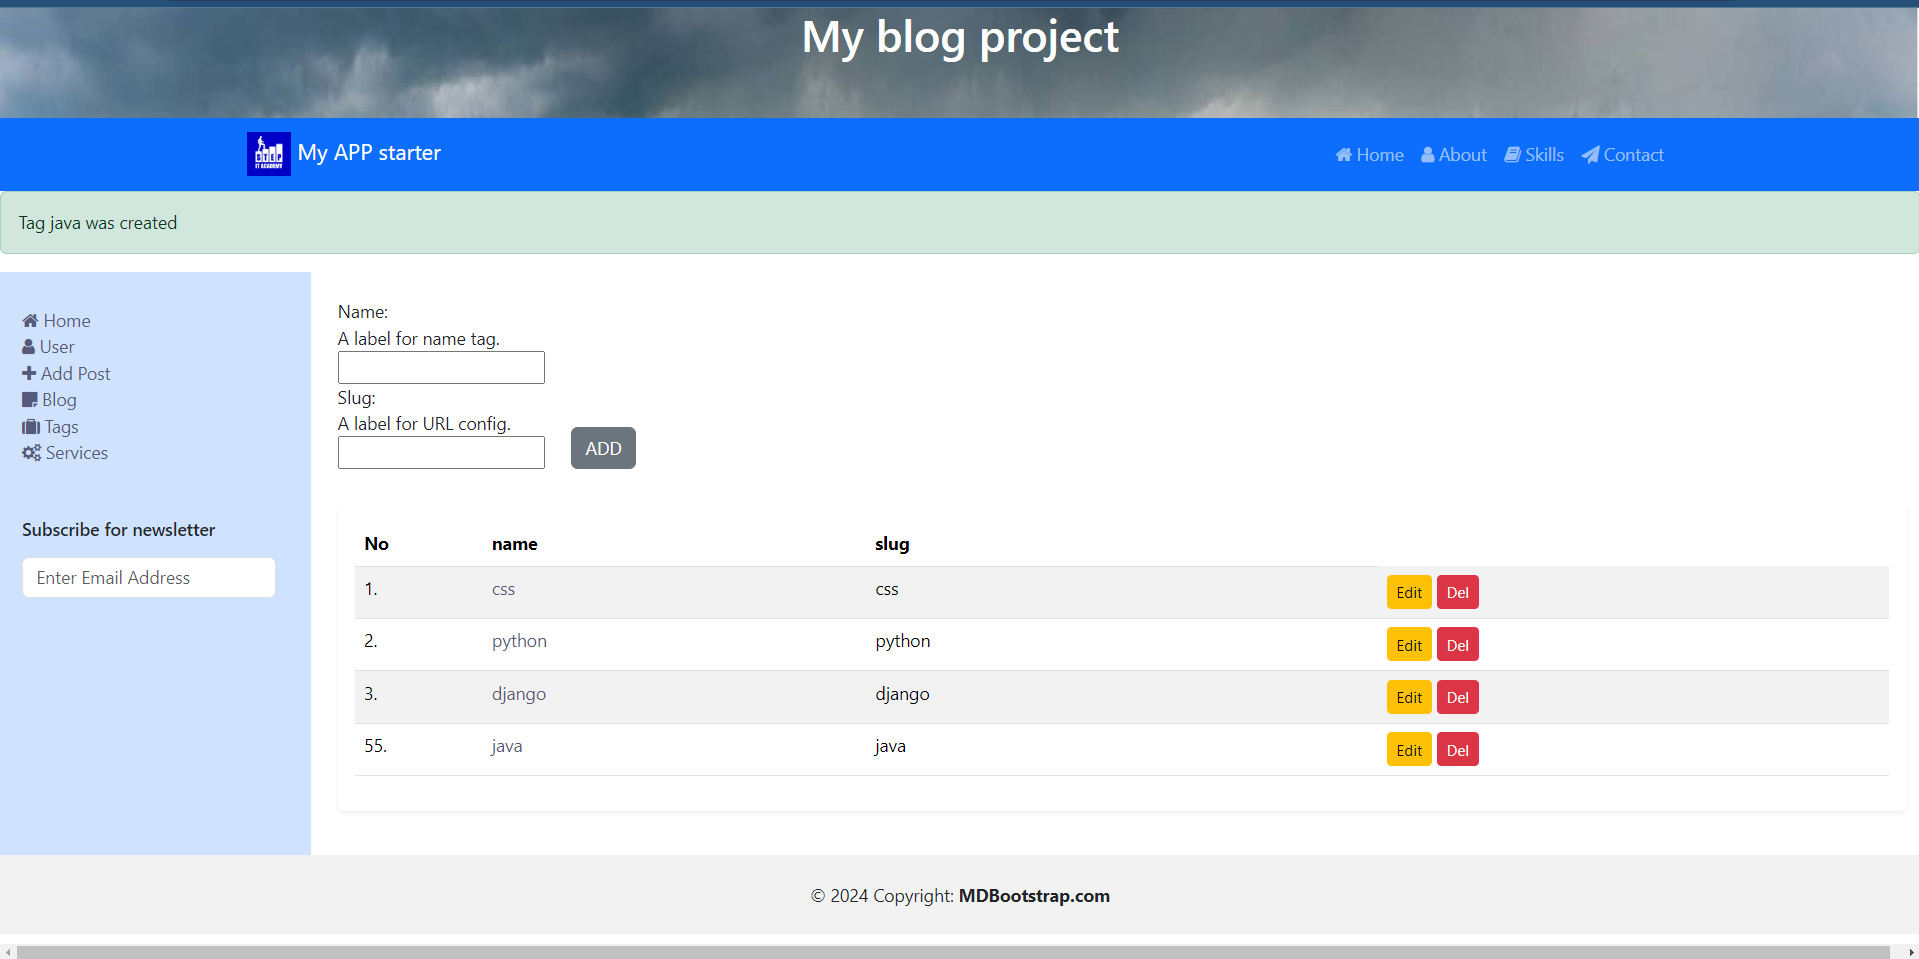 My blog project
STEP
IT ACADEMY
My APP starter
Home About Skills Contact
Tag java was created
Home
User
Add Post
Blog
Tags
Services
Subscribe for newsletter
Enter Email Address
Name:
A label for name tag.
Slug:
A label for URL config.
ADD
No name slug
1. css css Edit Del
2. python python Edit Del
3. django django Edit Del
55. java java Edit Del
© 2024 Copyright: MDBootstrap.com